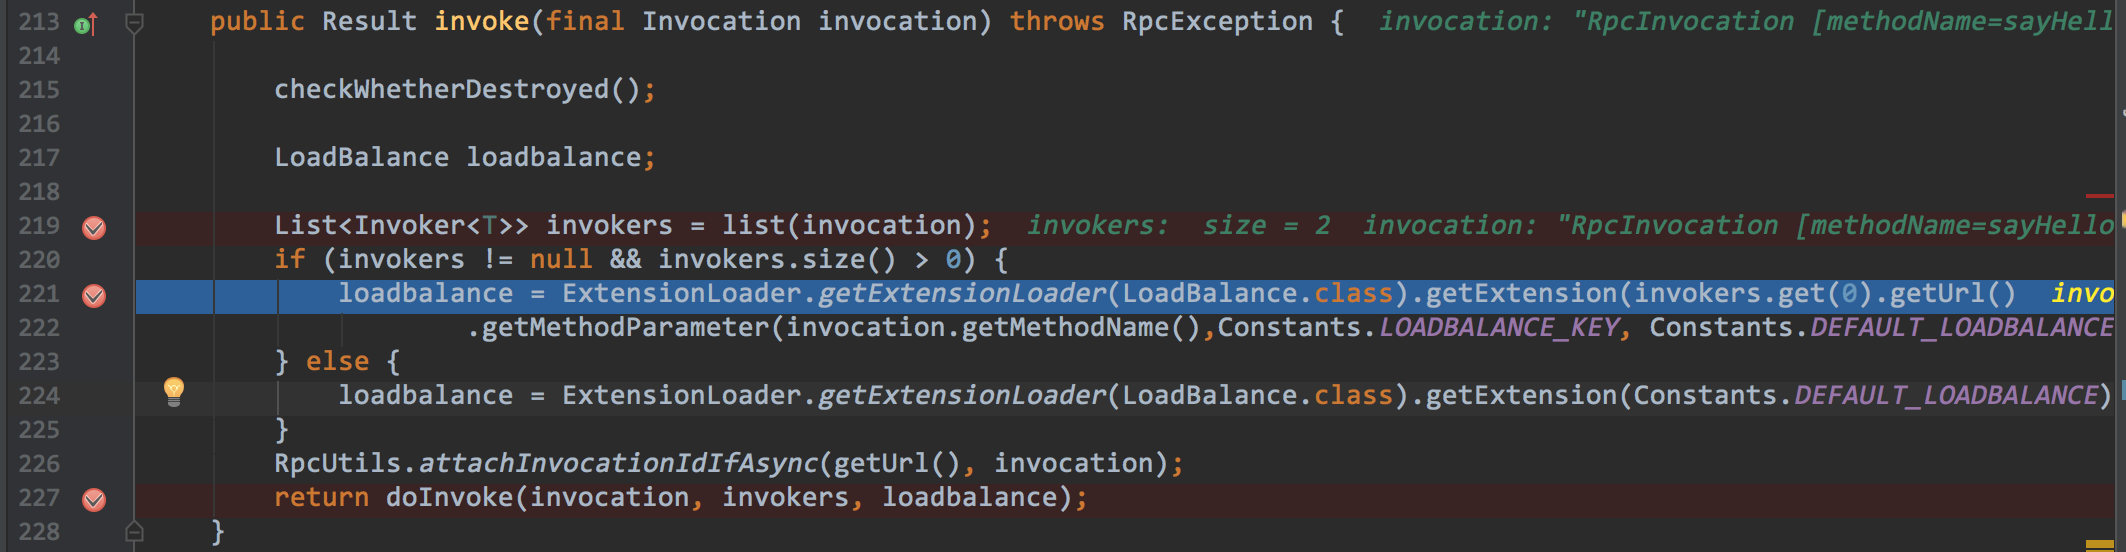 213 public Result invoke(final Invocation invocation) throws RpcException { invocation: "RpcInvocation [methodName=sayHell
214
215 checkWhetherDestroyed();
216
217 LoadBalance loadbalance;
218
219 List<Invoker<T>> invokers = list(invocation); invokers: size = 2 invocation: "RpcInvocation [methodName=sayHello
220 if (invokers != null && invokers.size() > 0) {
221 loadbalance = ExtensionLoader.getExtensionLoader(LoadBalance.class).getExtension(invokers.get(0).getUrl() invo
222 .getMethodParameter(invocation.getMethodName(),Constants.LOADBALANCE_KEY, Constants.DEFAULT_LOADBALANCE
223 } else {
224 loadbalance = ExtensionLoader.getExtensionLoader(LoadBalance.class).getExtension(Constants.DEFAULT_LOADBALANCE)
225 }
226 RpcUtils.attachInvocationIdIfAsync(getUrl(), invocation);
227 return doInvoke(invocation, invokers, loadbalance);
228 }